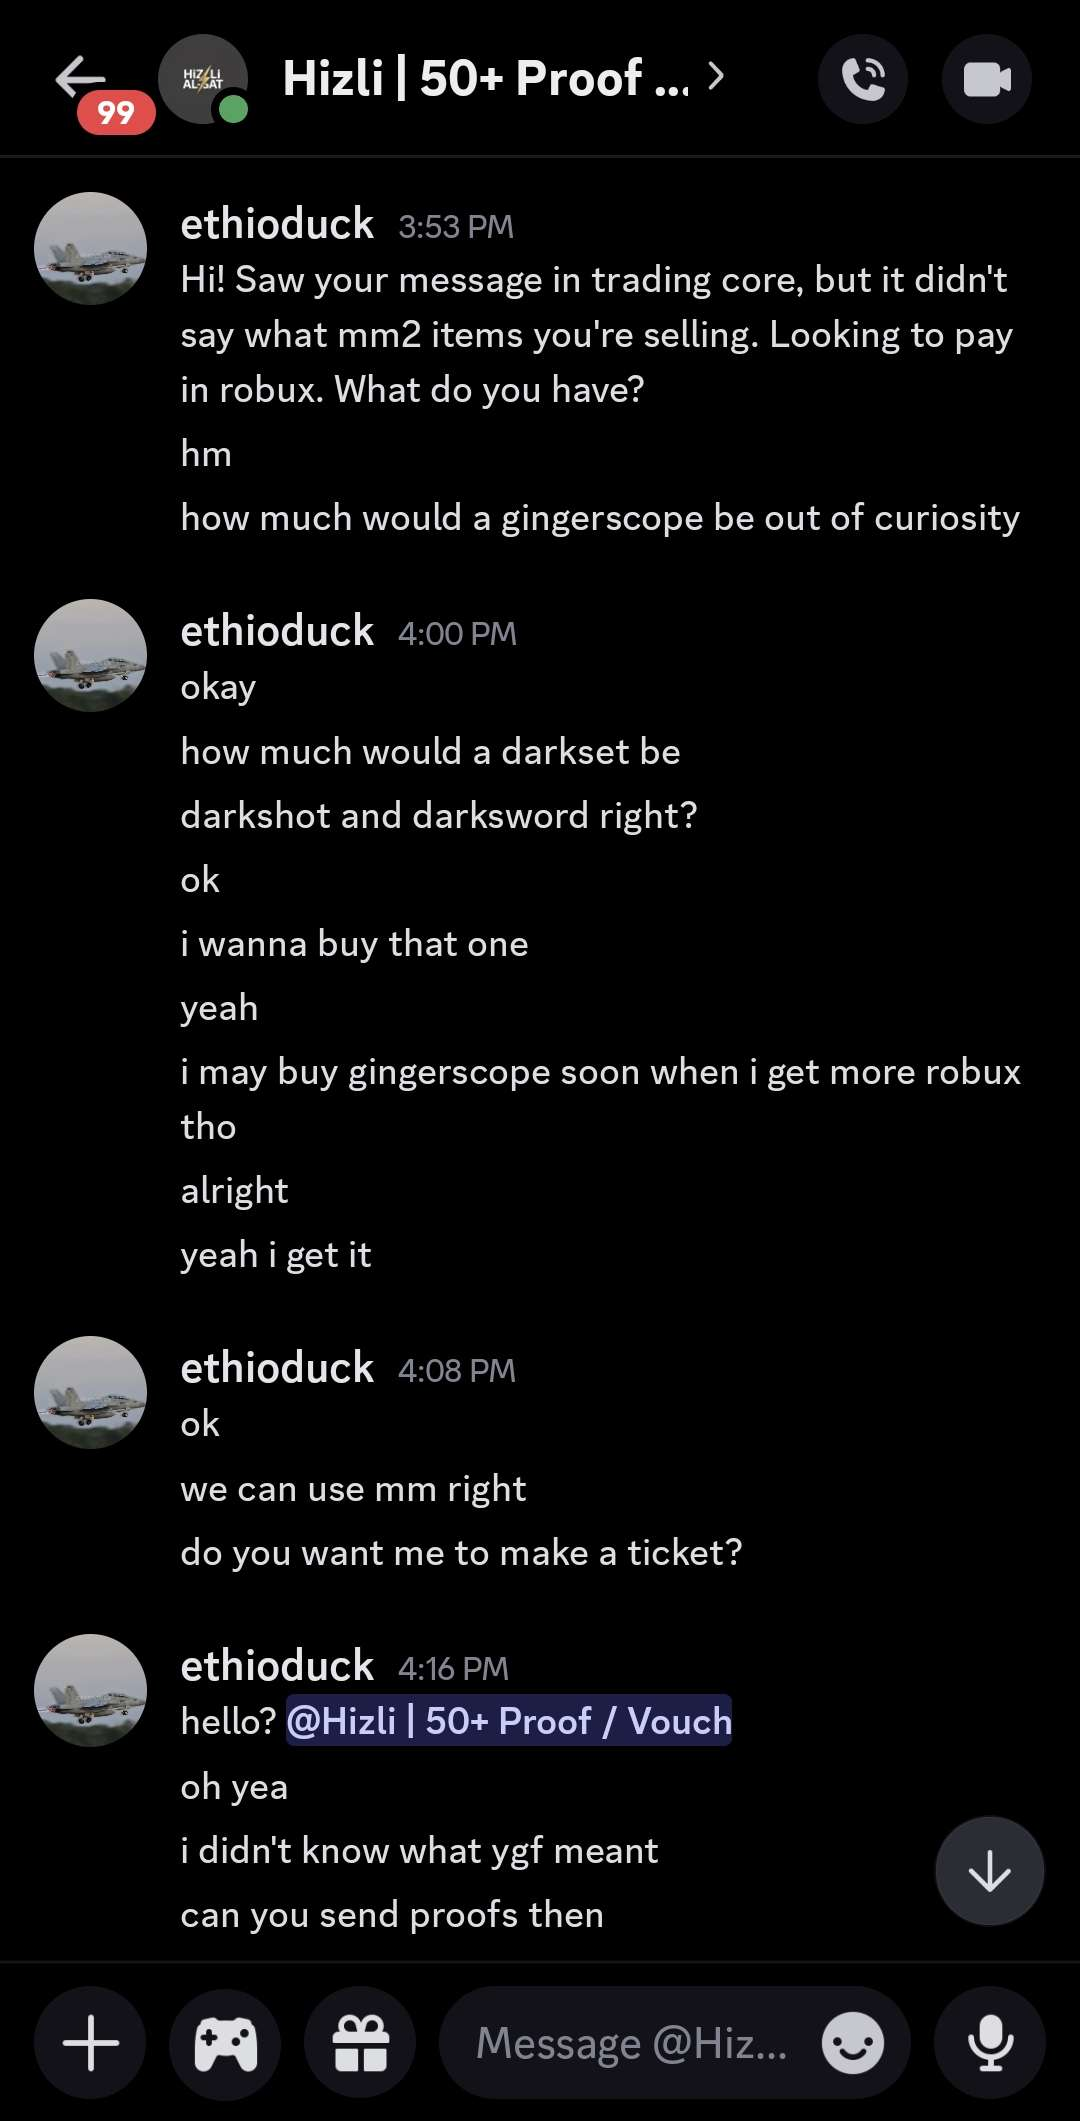 99
HIZLI
ALSAT
Hizli | 50+ Proof ...
ethioduck 3:53 PM
Hi! Saw your message in trading core, but it didn't
say what mm2 items you're selling. Looking to pay
in robux. What do you have?
hm
how much would a gingerscope be out of curiosity
ethioduck 4:00 PM
okay
how much would a darkset be
darkshot and darksword right?
ok
i wanna buy that one
yeah
i may buy gingerscope soon when i get more robux
tho
alright
yeah i get it
ethioduck 4:08 PM
ok
we can use mm right
do you want me to make a ticket?
ethioduck 4:16 PM
hello? @Hizli | 50+ Proof / Vouch
oh yea
i didn't know what ygf meant
can you send proofs then
Message @Hiz...